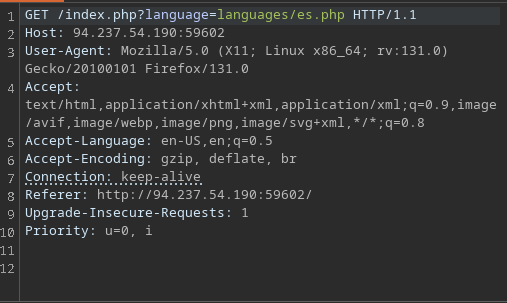 1 GET /index.php?language=languages/es.php HTTP/1.1
2 Host: 94.237.54.190:59602
3 User-Agent: Mozilla/5.0 (X11; Linux x86_64; rv:131.0)
Gecko/20100101 Firefox/131.0
4 Accept:
text/html,application/xhtml+xml,application/xml;q=0.9,image
/avif,image/webp,image/png,image/svg+xml,*/*;q=0.8
5 Accept-Language: en-US,en;q=0.5
6 Accept-Encoding: gzip, deflate, br
7 Connection: keep-alive
8 Referer: http://94.237.54.190:59602/
9 Upgrade-Insecure-Requests: 1
10 Priority: u=0, i
11
12